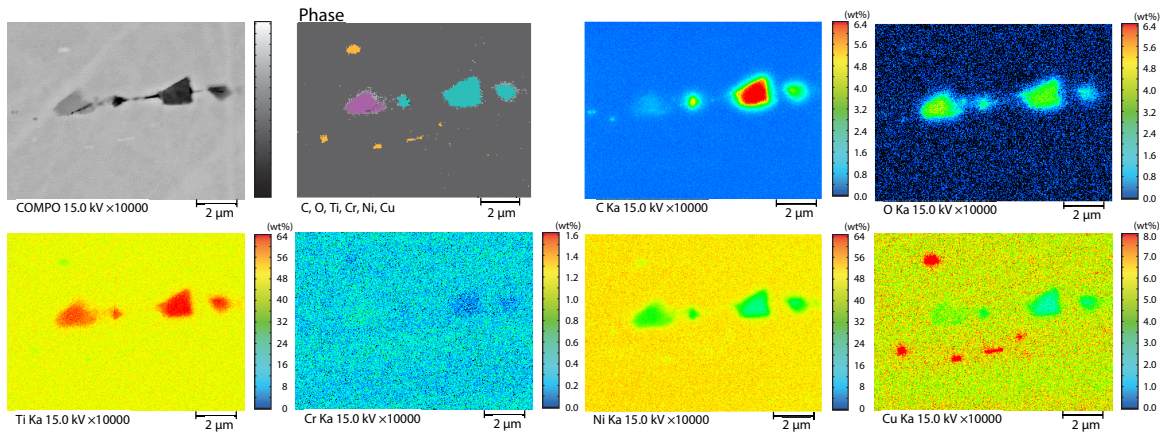 Phase
(wt%)
6.4
5.6
4.8
4.0
3.2
2.4
1.6
0.8
0.0
(wt%)
6.4
5.6
4.8
4.0
3.2
2.4
1.6
0.8
0.0
COMPO 15.0 kV ×10000
2 μm
C, O, Ti, Cr, Ni, Cu
2 μm
C Ka 15.0 kV ×10000
2 μm
O Ka 15.0 kV ×10000
2 μm
(wt%)
64
56
48
40
32
24
16
8
0
(wt%)
1.6
1.4
1.2
1.0
0.8
0.6
0.4
0.2
0.0
(wt%)
64
56
48
40
32
24
16
8
0
(wt%)
8.0
7.0
6.0
5.0
4.0
3.0
2.0
1.0
0.0
Ti Ka 15.0 kV ×10000
2 μm
Cr Ka 15.0 kV ×10000
2 μm
Ni Ka 15.0 kV ×10000
2 μm
Cu Ka 15.0 kV ×10000
2 μm